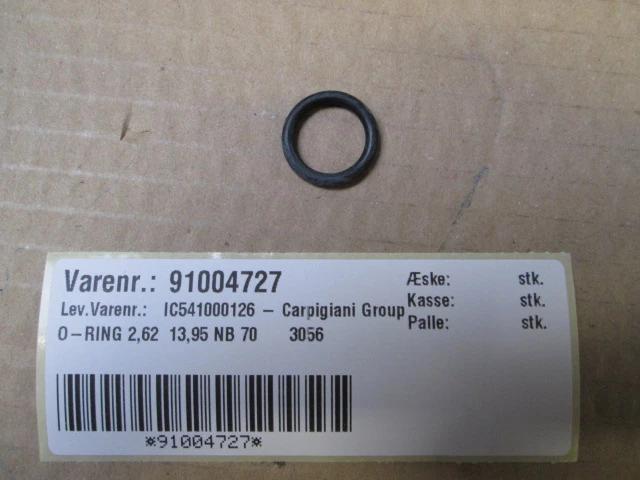 Varenr.: 91004727
Lev.Varenr.: IC541000126 – Carpigiani Group
O–RING 2,62 13,95 NB 70 3056
Æske: stk.
Kasse: stk.
Palle: stk.
*91004727*